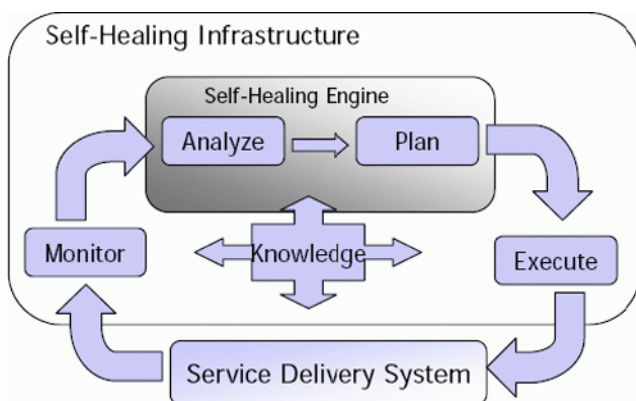 Self-Healing Infrastructure
Self-Healing Engine
Analyze
Plan
Monitor
Knowledge
Execute
Service Delivery System